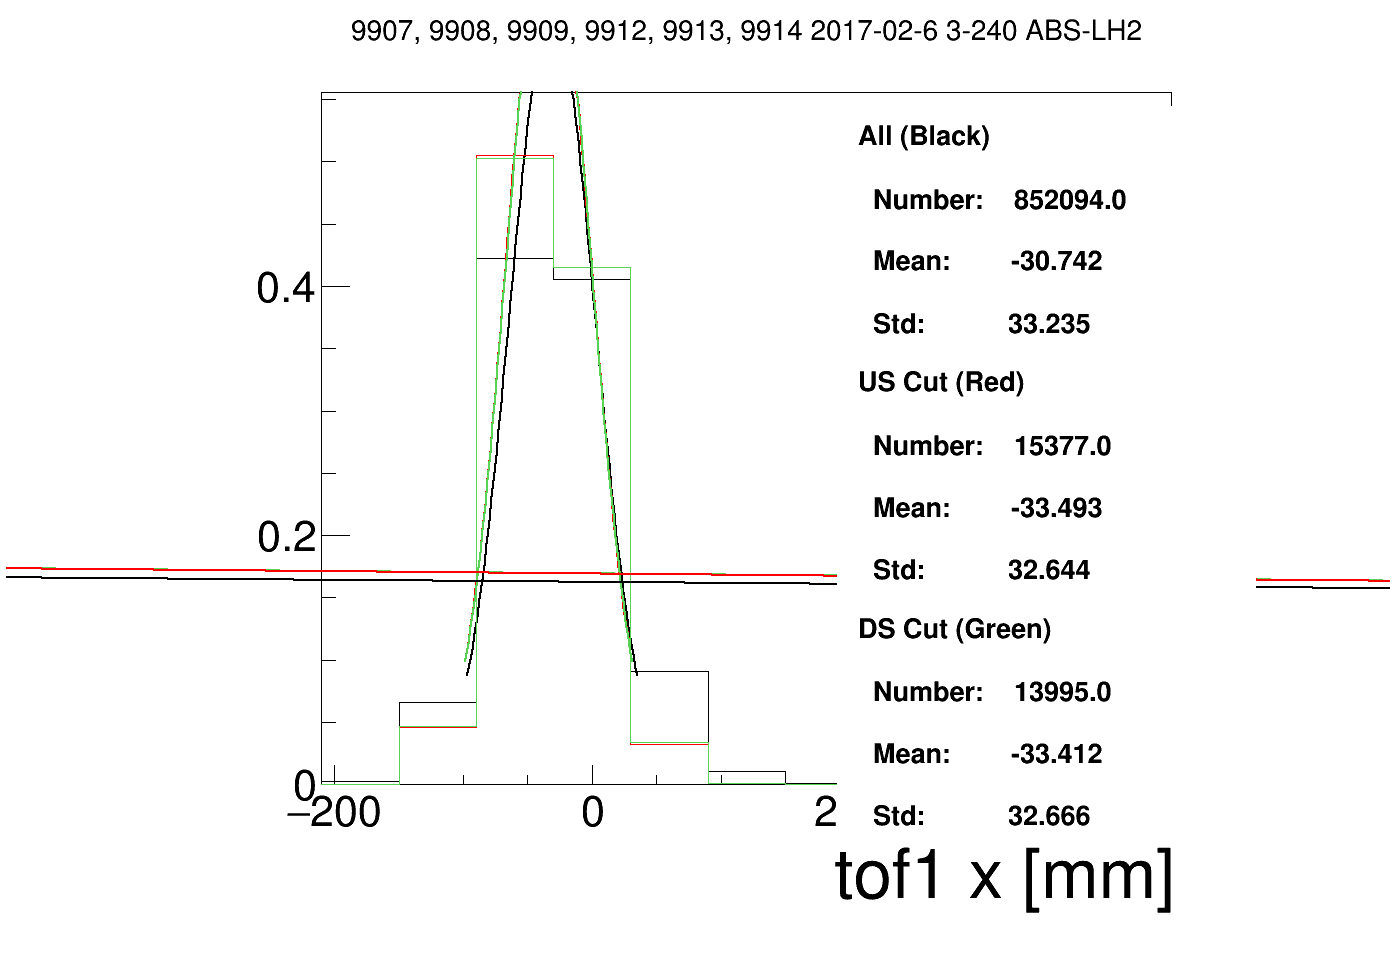 9907, 9908, 9909, 9912, 9913, 9914 2017-02-6 3-240 ABS-LH2
All (Black)
Number: 852094.0
Mean: -30.742
Std: 33.235
US Cut (Red)
Number: 15377.0
Mean: -33.493
Std: 32.644
DS Cut (Green)
Number: 13995.0
Mean: -33.412
Std: 32.666
0.4
0.2
0
−200 0 2
tof1 x [mm]